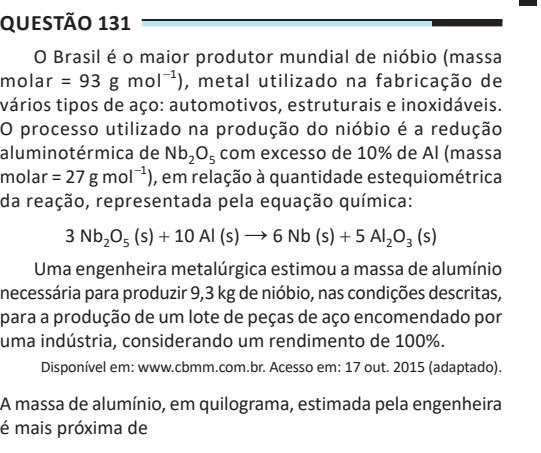 QUESTÃO 131
O Brasil é o maior produtor mundial de nióbio (massa
molar = 93 g mol⁻¹), metal utilizado na fabricação de
vários tipos de aço: automotivos, estruturais e inoxidáveis.
O processo utilizado na produção do nióbio é a redução
aluminotérmica de Nb₂O₅ com excesso de 10% de Al (massa
molar = 27 g mol⁻¹), em relação à quantidade estequiométrica
da reação, representada pela equação química:
3 Nb₂O₅ (s) + 10 Al (s) ⟶ 6 Nb (s) + 5 Al₂O₃ (s)
Uma engenheira metalúrgica estimou a massa de alumínio
necessária para produzir 9,3 kg de nióbio, nas condições descritas,
para a produção de um lote de peças de aço encomendado por
uma indústria, considerando um rendimento de 100%.
Disponível em: www.cbmm.com.br. Acesso em: 17 out. 2015 (adaptado).
A massa de alumínio, em quilograma, estimada pela engenheira
é mais próxima de